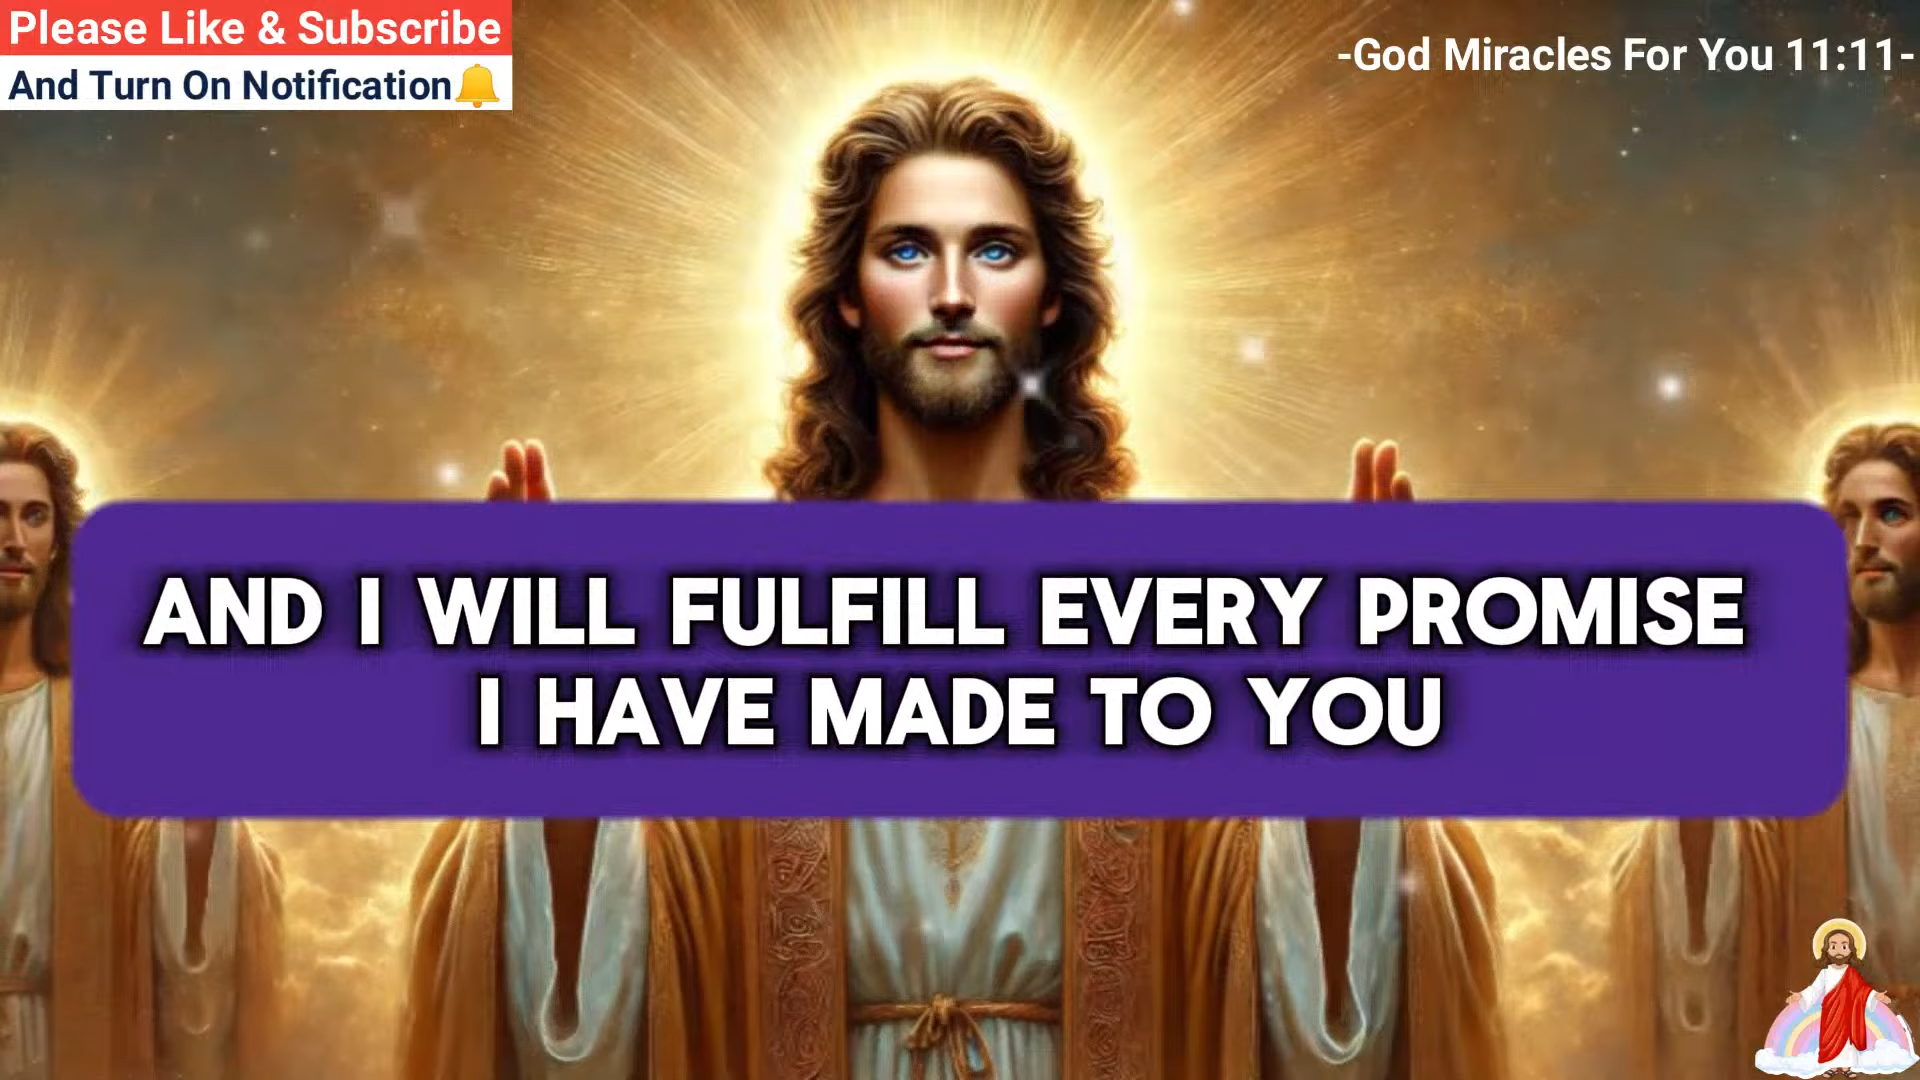 Please Like & Subscribe
And Turn On Notification🔔
-God Miracles For You 11:11-
AND I WILL FULFILL EVERY PROMISE
I HAVE MADE TO YOU